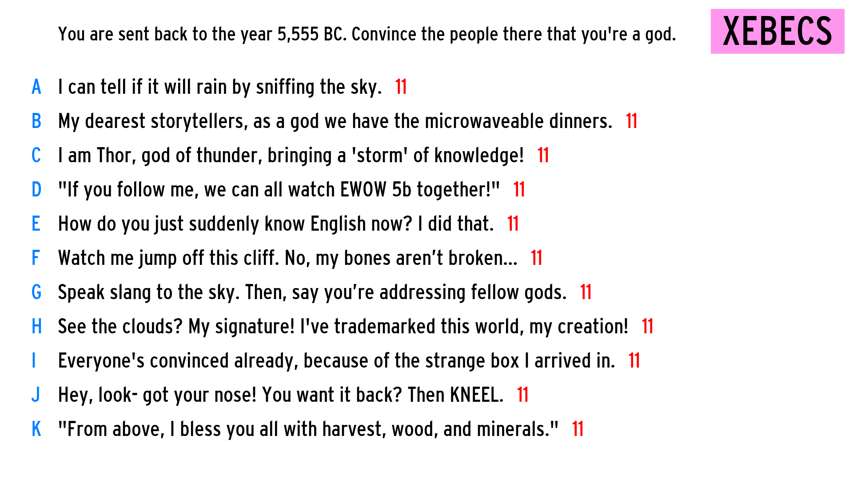 You are sent back to the year 5,555 BC. Convince the people there that you're a god.
XEBECS
A I can tell if it will rain by sniffing the sky. 11
B My dearest storytellers, as a god we have the microwaveable dinners. 11
C I am Thor, god of thunder, bringing a 'storm' of knowledge! 11
D "If you follow me, we can all watch EWOW 5b together!" 11
E How do you just suddenly know English now? I did that. 11
F Watch me jump off this cliff. No, my bones aren’t broken... 11
G Speak slang to the sky. Then, say you’re addressing fellow gods. 11
H See the clouds? My signature! I've trademarked this world, my creation! 11
I Everyone's convinced already, because of the strange box I arrived in. 11
J Hey, look- got your nose! You want it back? Then KNEEL. 11
K "From above, I bless you all with harvest, wood, and minerals." 11